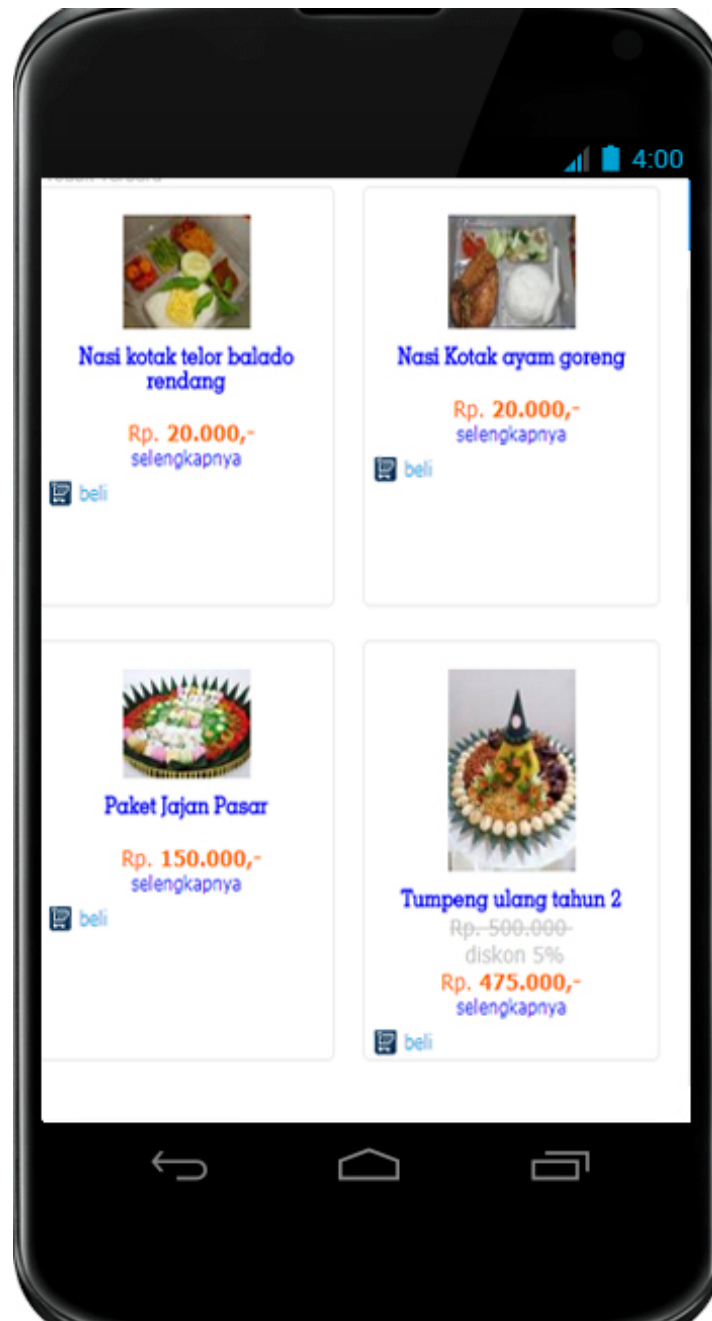 4:00
Nasi kotak telor balado
rendang
Rp. 20.000,-
selengkapnya
beli
Nasi Kotak ayam goreng
Rp. 20.000,-
selengkapnya
beli
Paket Jajan Pasar
Rp. 150.000,-
selengkapnya
beli
Tumpeng ulang tahun 2
Rp. 500.000
diskon 5%
Rp. 475.000,-
selengkapnya
beli